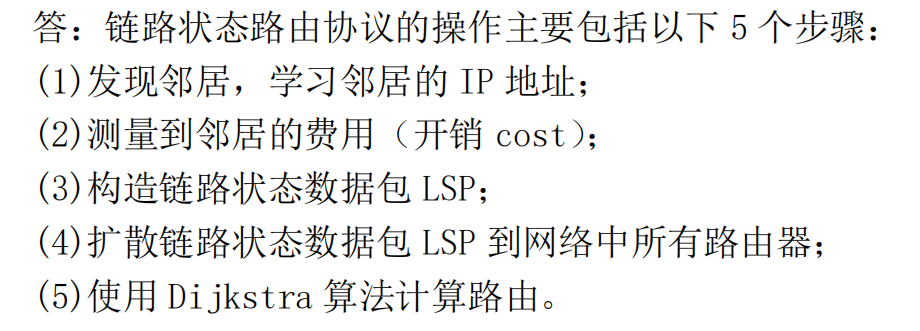 答：链路状态路由协议的操作主要包括以下 5 个步骤：
(1)发现邻居，学习邻居的 IP 地址；
(2)测量到邻居的费用（开销 cost）；
(3)构造链路状态数据包 LSP；
(4)扩散链路状态数据包 LSP 到网络中所有路由器；
(5)使用 Dijkstra 算法计算路由。